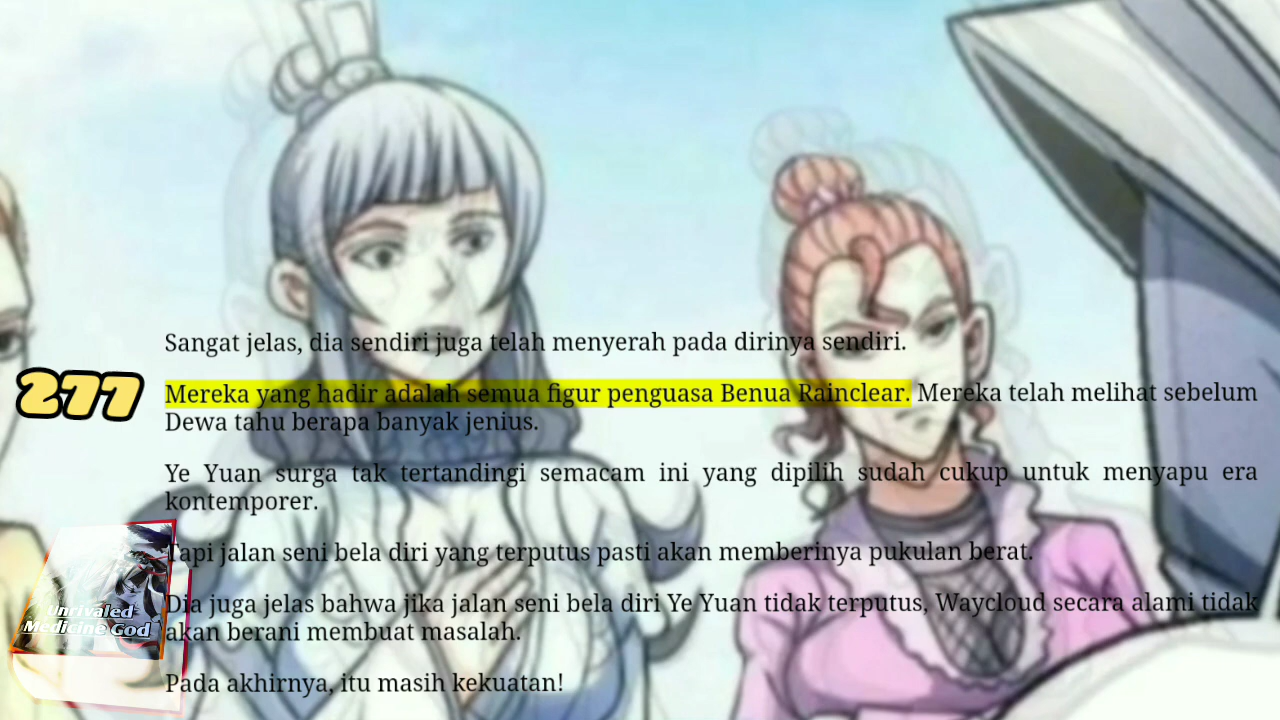 Sangat jelas, dia sendiri juga telah menyerah pada dirinya sendiri.
277
Mereka yang hadir adalah semua figur penguasa Benua Rainclear. Mereka telah melihat sebelum
Dewa tahu berapa banyak jenius.
Ye Yuan surga tak tertandingi semacam ini yang dipilih sudah cukup untuk menyapu era
kontemporer.
Tapi jalan seni bela diri yang terputus pasti akan memberinya pukulan berat.
Dia juga jelas bahwa jika jalan seni bela diri Ye Yuan tidak terputus, Waycloud secara alami tidak
akan berani membuat masalah.
Pada akhirnya, itu masih kekuatan!
Unrivaled
Medicine God